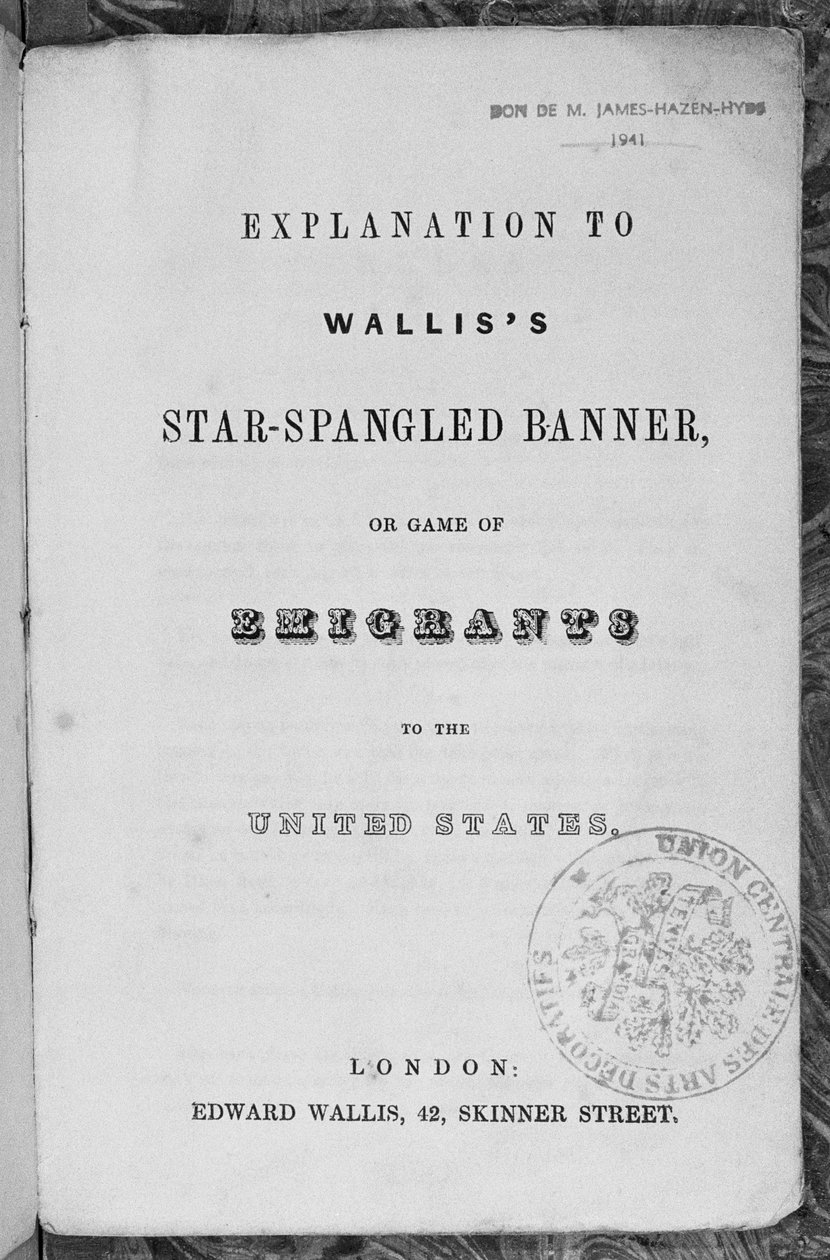 DON DE M. JAMES-HAZEN-HYDE
1941
EXPLANATION TO
WALLIS'S
STAR-SPANGLED BANNER,
OR GAME OF
EMIGRANTS
TO THE
UNITED STATES.
UNION CENTRALE DES ARTS DÉCORATIFS
LONDON:
EDWARD WALLIS, 42, SKINNER STREET.